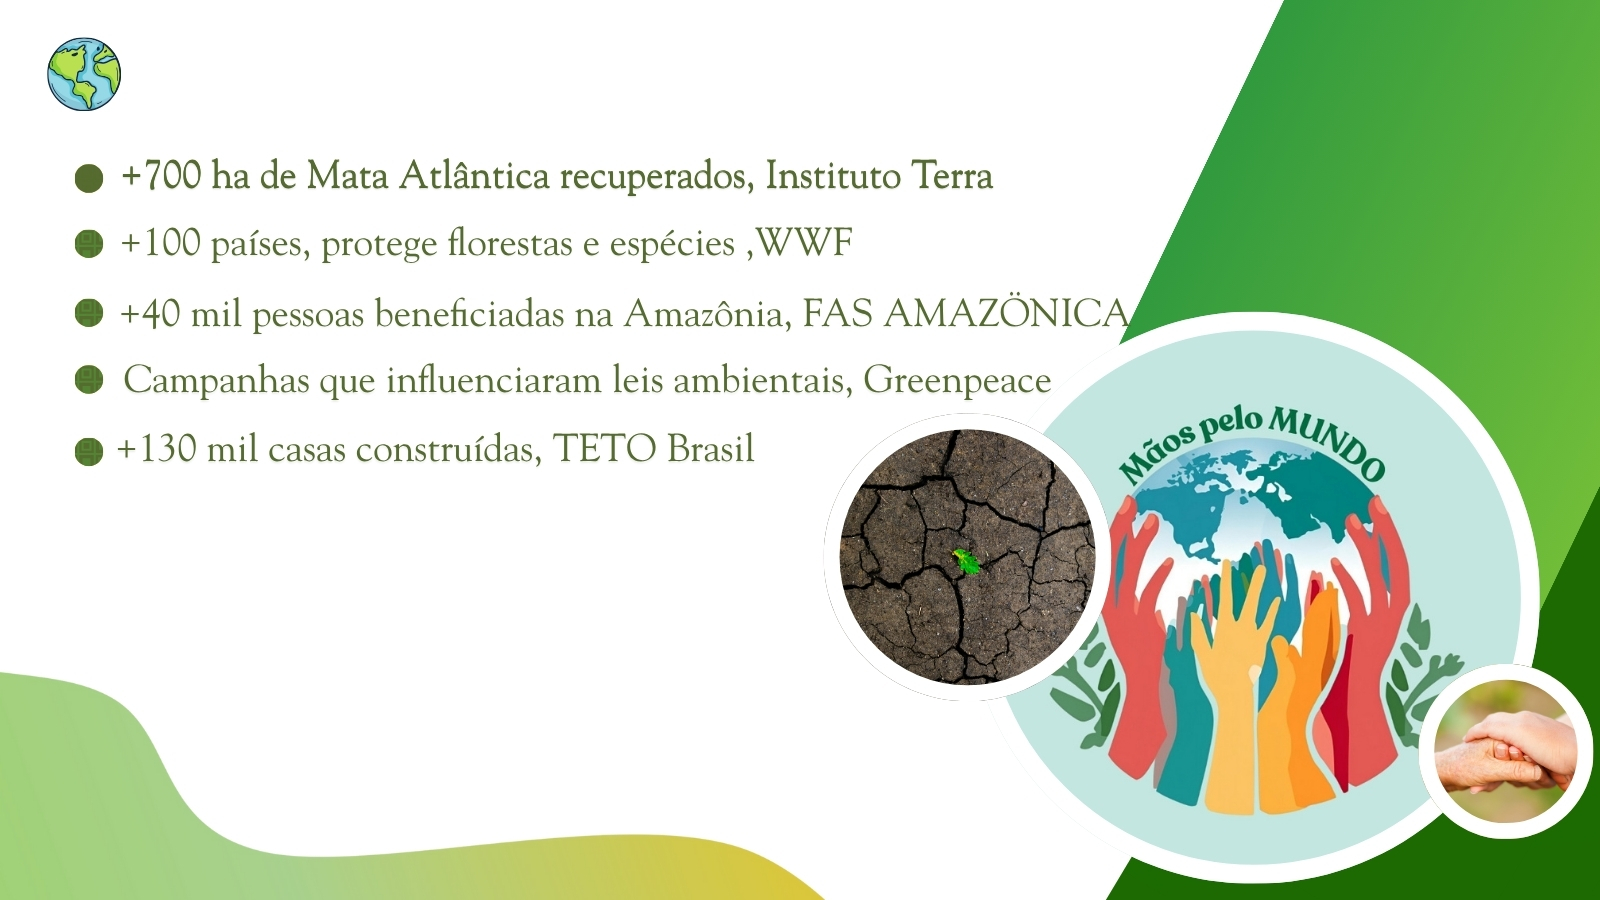 +700 ha de Mata Atlântica recuperados, Instituto Terra
+100 países, protege florestas e espécies ,WWF
+40 mil pessoas beneficiadas na Amazônia, FAS AMAZÖNICA
Campanhas que influenciaram leis ambientais, Greenpeace
+130 mil casas construídas, TETO Brasil
Mãos pelo MUNDO